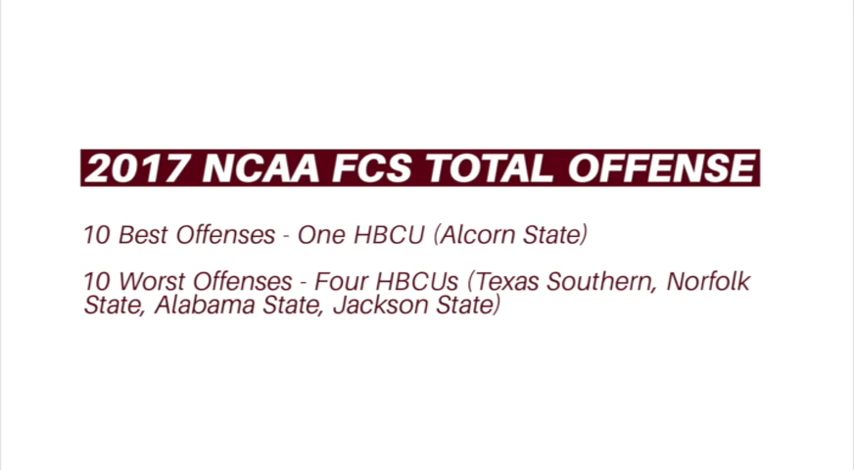 2017 NCAA FCS TOTAL OFFENSE
10 Best Offenses - One HBCU (Alcorn State)
10 Worst Offenses - Four HBCUs (Texas Southern, Norfolk
State, Alabama State, Jackson State)